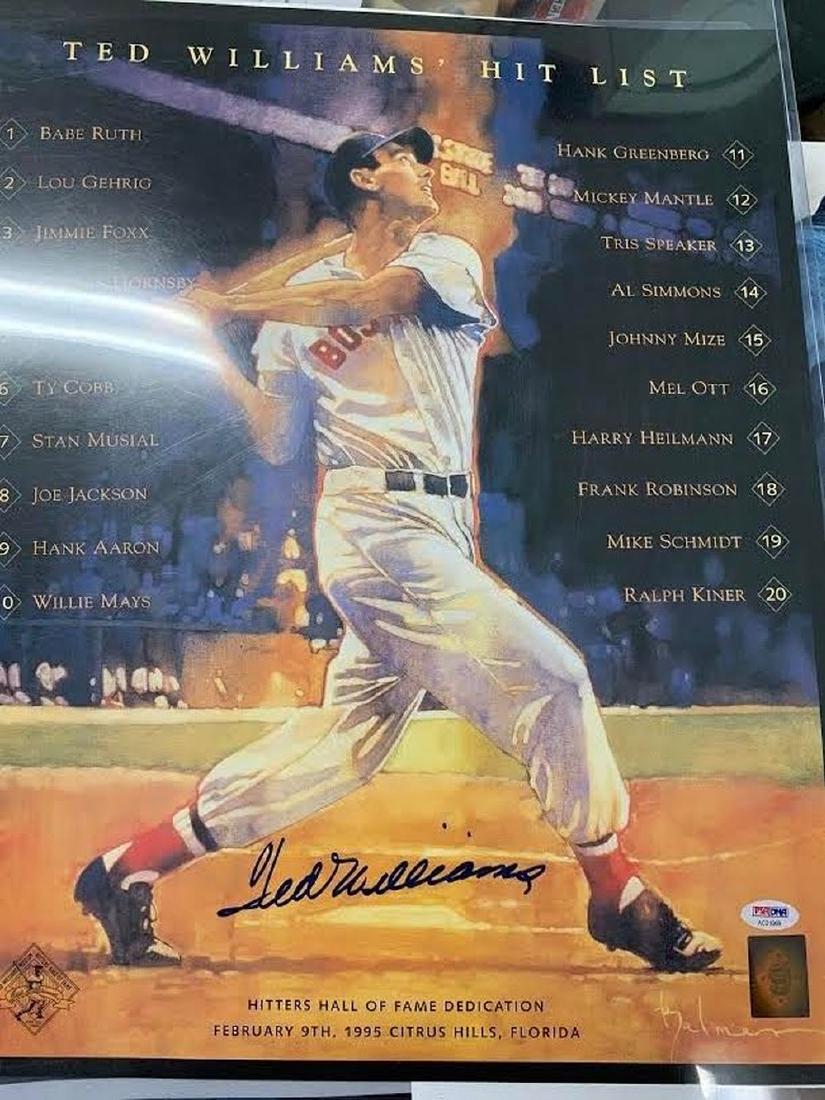 TED WILLIAMS' HIT LIST
1 BABE RUTH
2 LOU GEHRIG
3 JIMMIE FOXX
HORNSBY
6 TY COBB
7 STAN MUSIAL
8 JOE JACKSON
9 HANK AARON
0 WILLIE MAYS
HANK GREENBERG 11
MICKEY MANTLE 12
TRIS SPEAKER 13
AL SIMMONS 14
JOHNNY MIZE 15
MEL OTT 16
HARRY HEILMANN 17
FRANK ROBINSON 18
MIKE SCHMIDT 19
RALPH KINER 20
BALL
BOS
Ted Williams
PSA DNA
HITTERS HALL OF FAME DEDICATION
FEBRUARY 9TH, 1995 CITRUS HILLS, FLORIDA